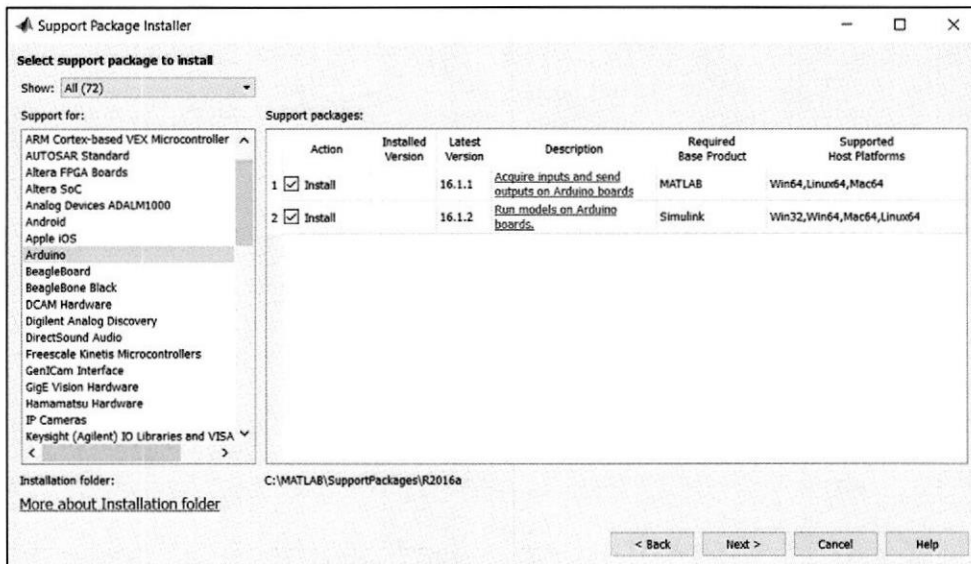 Support Package Installer
Select support package to install
Show: All (72)
Support for:
ARM Cortex-based VEX Microcontroller
AUTOSAR Standard
Altera FPGA Boards
Altera SoC
Analog Devices ADALM1000
Android
Apple iOS
Arduino
BeagleBoard
BeagleBone Black
DCAM Hardware
Digilent Analog Discovery
DirectSound Audio
Freescale Kinetis Microcontrollers
GenICam Interface
GigE Vision Hardware
Hamamatsu Hardware
IP Cameras
Keysight (Agilent) IO Libraries and VISA
Support packages:
Action Installed Version Latest Version Description Required Base Product Supported Host Platforms
1 Install 16.1.1 Acquire inputs and send outputs on Arduino boards MATLAB Win64,Linux64,Mac64
2 Install 16.1.2 Run models on Arduino boards. Simulink Win32,Win64,Mac64,Linux64
Installation folder: C:\MATLAB\SupportPackages\R2016a
More about Installation folder
< Back Next > Cancel Help